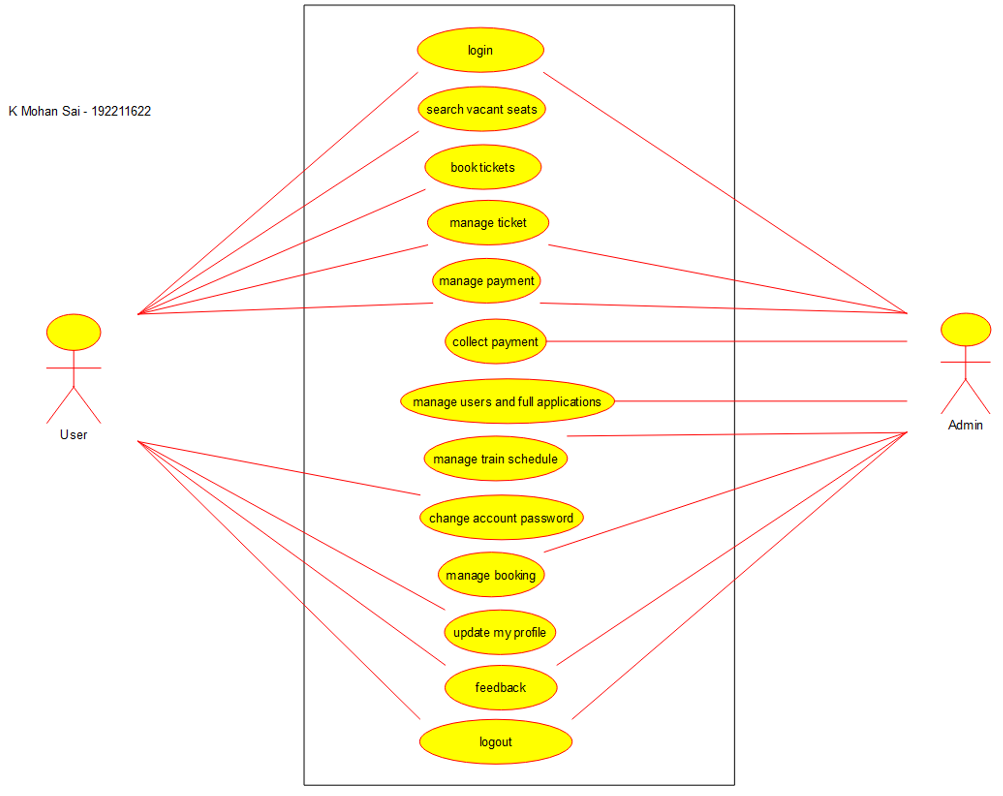 login
K Mohan Sai - 192211622
search vacant seats
book tickets
manage ticket
manage payment
collect payment
manage users and full applications
User
Admin
manage train schedule
change account password
manage booking
update my profile
feedback
logout